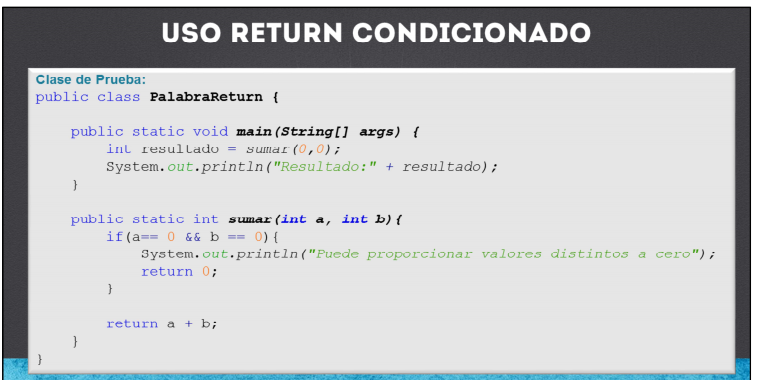 USO RETURN CONDICIONADO
Clase de Prueba:
public class PalabraReturn {
public static void main(String[] args) {
int resultado = sumar(0,0);
System.out.println("Resultado:" + resultado);
}
public static int sumar(int a, int b){
if(a== 0 && b == 0){
System.out.println("Puede proporcionar valores distintos a cero");
return 0;
}
return a + b;
}
}